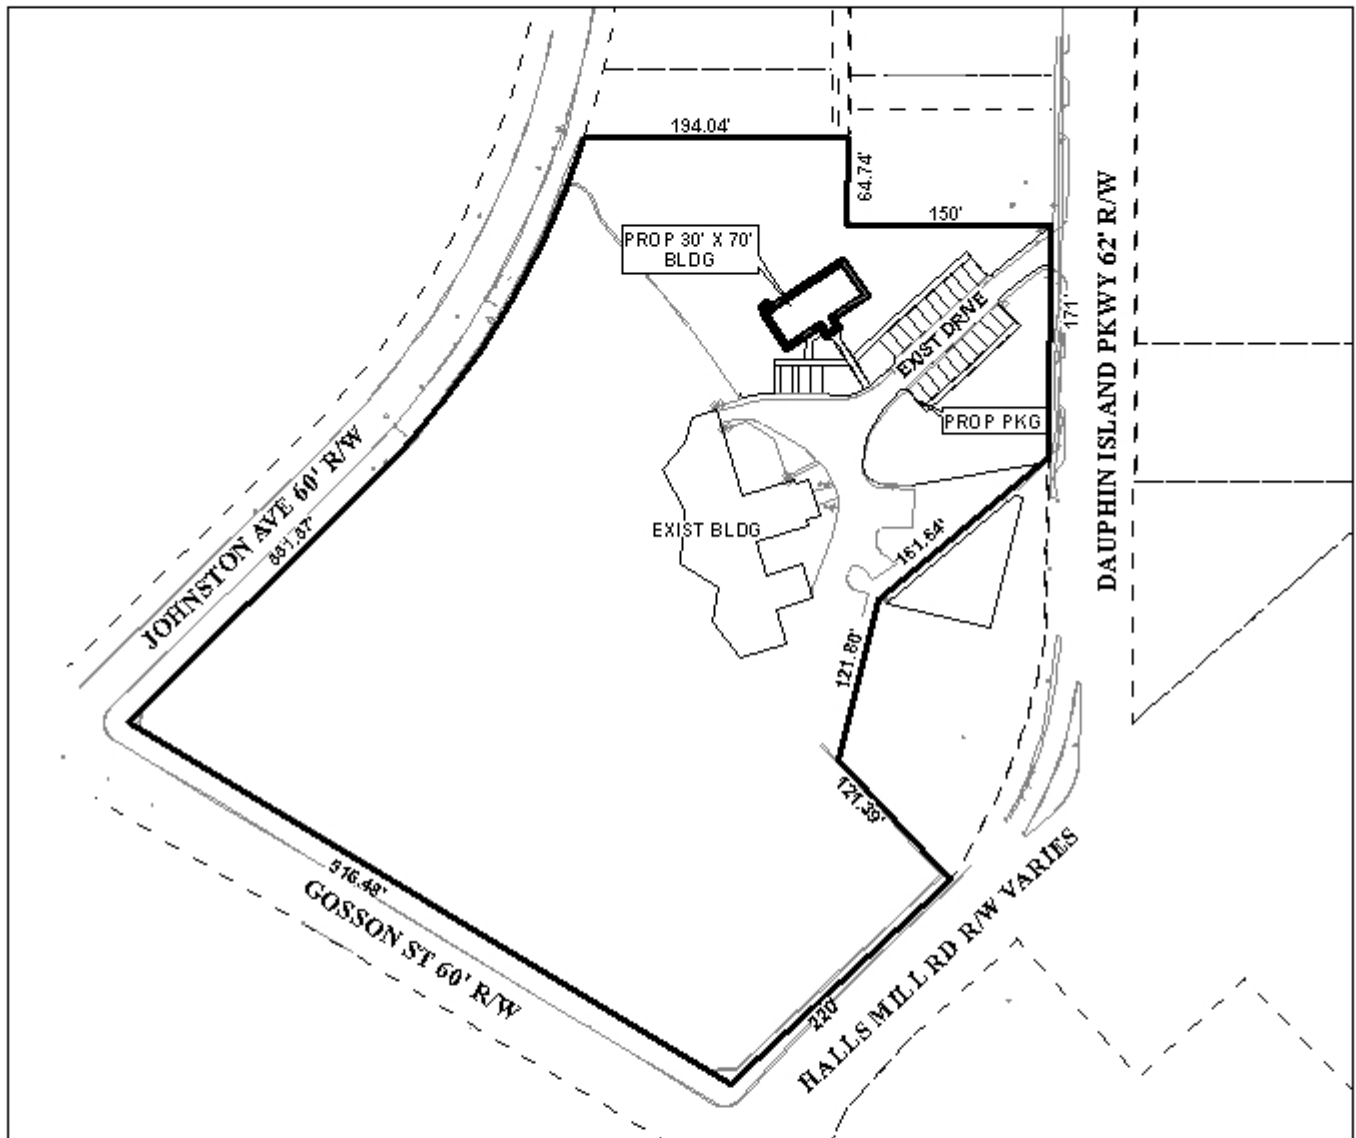 194.04'
64.74'
150'
PROP 30' X 70'
BLDG
EXIST DRIVE
171'
DAUPHIN ISLAND PKWY 62' R/W
PROP PKG
JOHNSTON AVE 60' R/W
EXIST BLDG
161.64'
121.80'
121.39'
516.48'
GOSSON ST 60' R/W
220'
HALLS MILL RD R/W VARIES